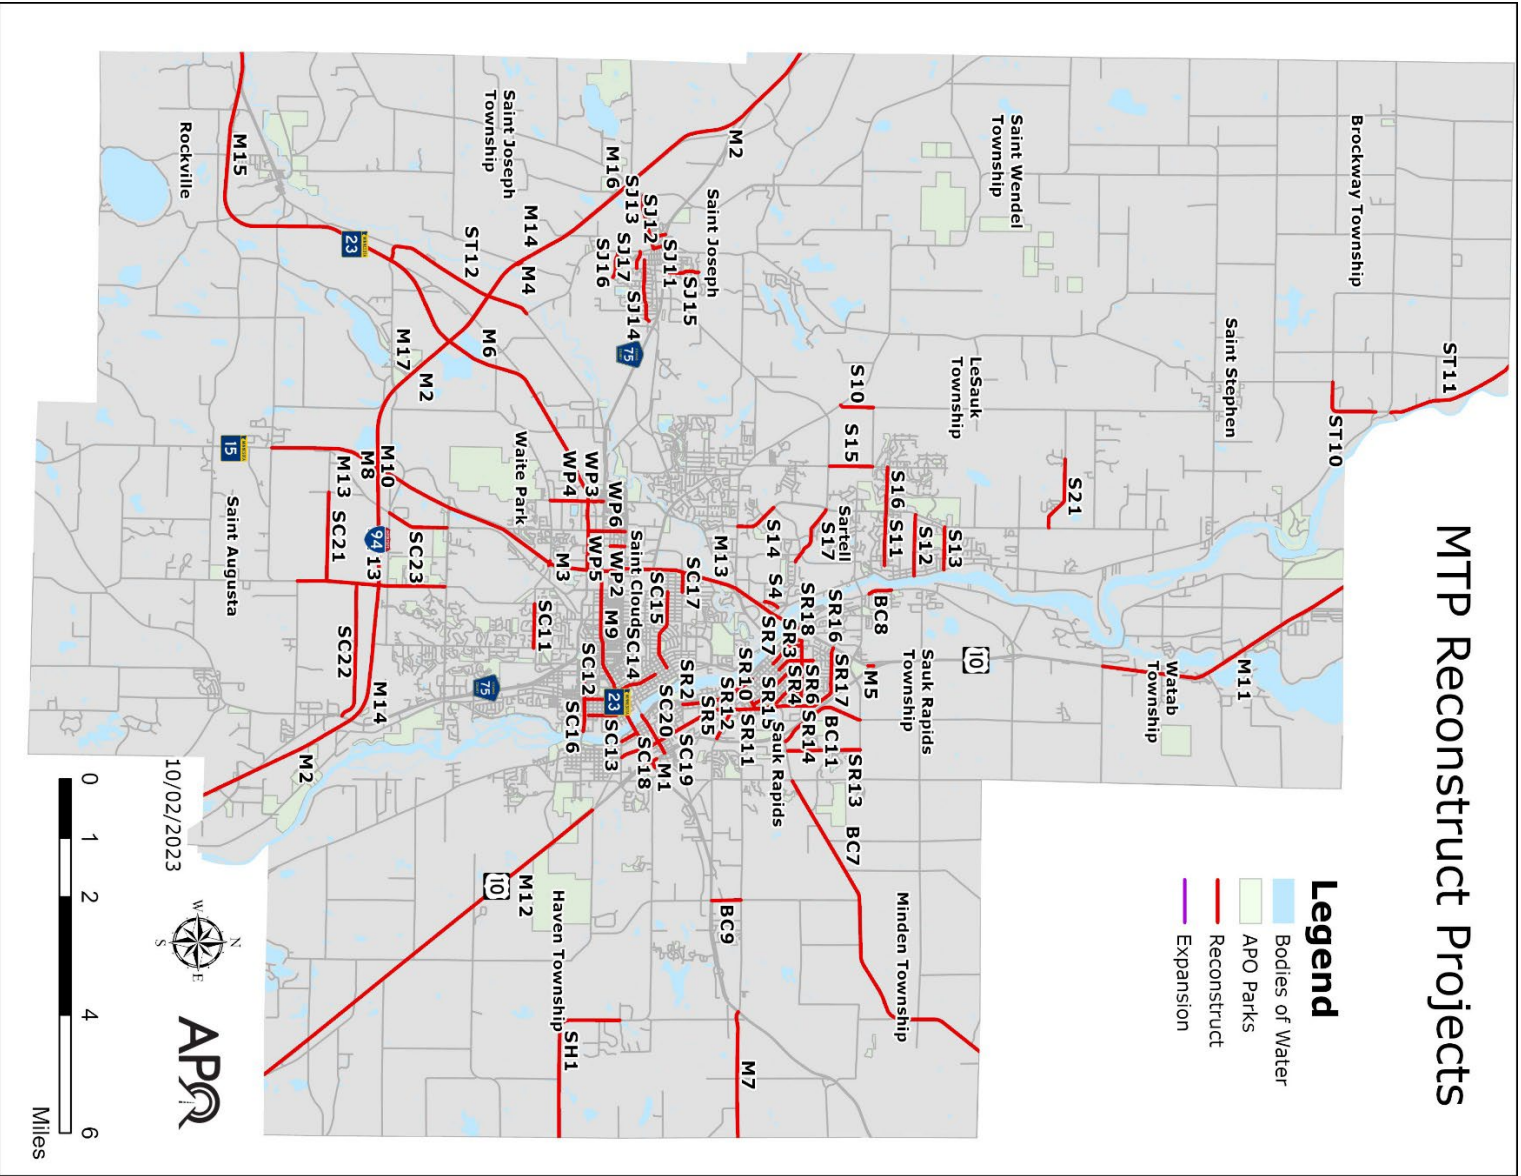 MTP Reconstruct Projects
Legend
Bodies of Water
APO Parks
Reconstruct
Expansion
ST11
ST10
Brockway Township
Saint Stephen
M11
Watab
Township
Saint Wendel
Township
LeSauk
Township
S21
10
Sauk Rapids
Township
Minden Township
S13
S12
S16
S11
S10
S15
BC8
M5
SR13
BC7
Sartell
S17
SR16
SR17
BC11
SR18
SR6
SR14
S14
S4
SR3
SR4
SR7
SR15
Sauk Rapids
M2
Saint Joseph
M13
SR10
SR11
SR12
M7
BC9
SJ15
SJ11
SC17
SR2
SR5
SC19
SJ12
SC15
SC20
M1
SJ13
SJ14
75
Saint Cloud
SC14
SC18
M16
SJ17
SJ16
WP6
WP2
M9
23
SC13
WP3
WP5
SC12
WP4
SC16
M3
SH1
Haven Township
M14
M4
SC11
Waite Park
M12
Saint Joseph
Township
ST12
M6
75
10
M2
SC23
M17
M10
M8
94
13
M14
23
M13
SC21
SC22
M2
M15
15
Saint Augusta
Rockville
10/02/2023
N
W
E
S
APO
0
1
2
4
6
Miles